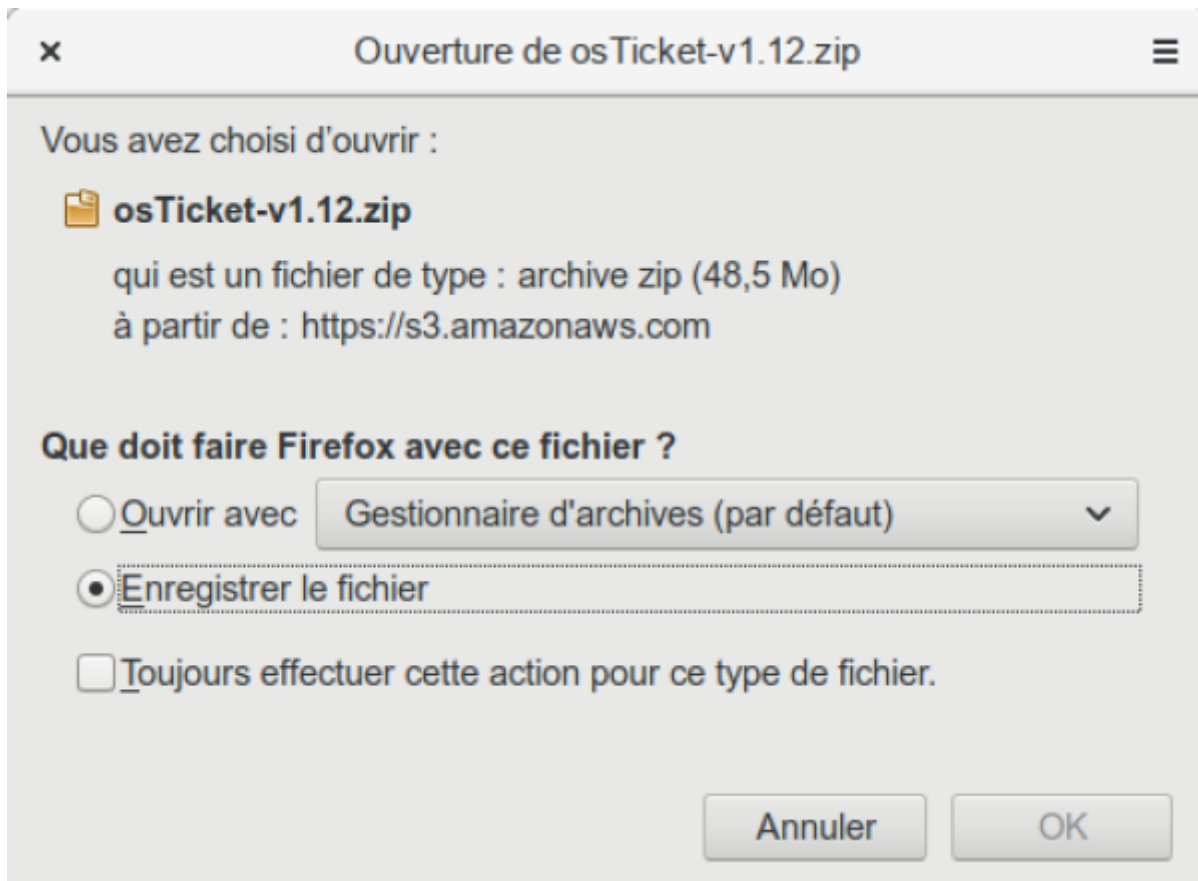 Ouverture de osTicket-v1.12.zip
Vous avez choisi d’ouvrir :
osTicket-v1.12.zip
qui est un fichier de type : archive zip (48,5 Mo)
à partir de : https://s3.amazonaws.com
Que doit faire Firefox avec ce fichier ?
Ouvrir avec Gestionnaire d'archives (par défaut)
Enregistrer le fichier
Toujours effectuer cette action pour ce type de fichier.
Annuler OK